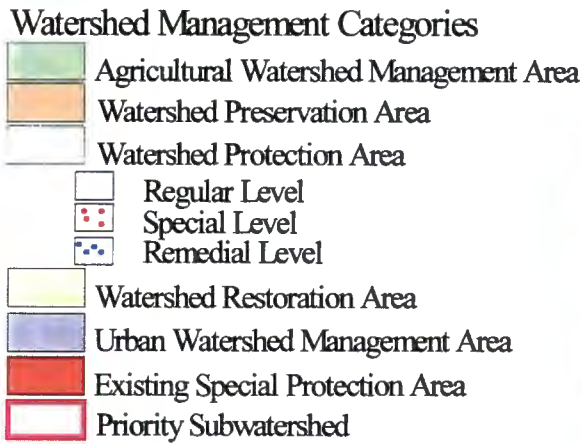 Watershed Management Categories
Agricultural Watershed Management Area
Watershed Preservation Area
Watershed Protection Area
Regular Level
Special Level
Remedial Level
Watershed Restoration Area
Urban Watershed Management Area
Existing Special Protection Area
Priority Subwatershed